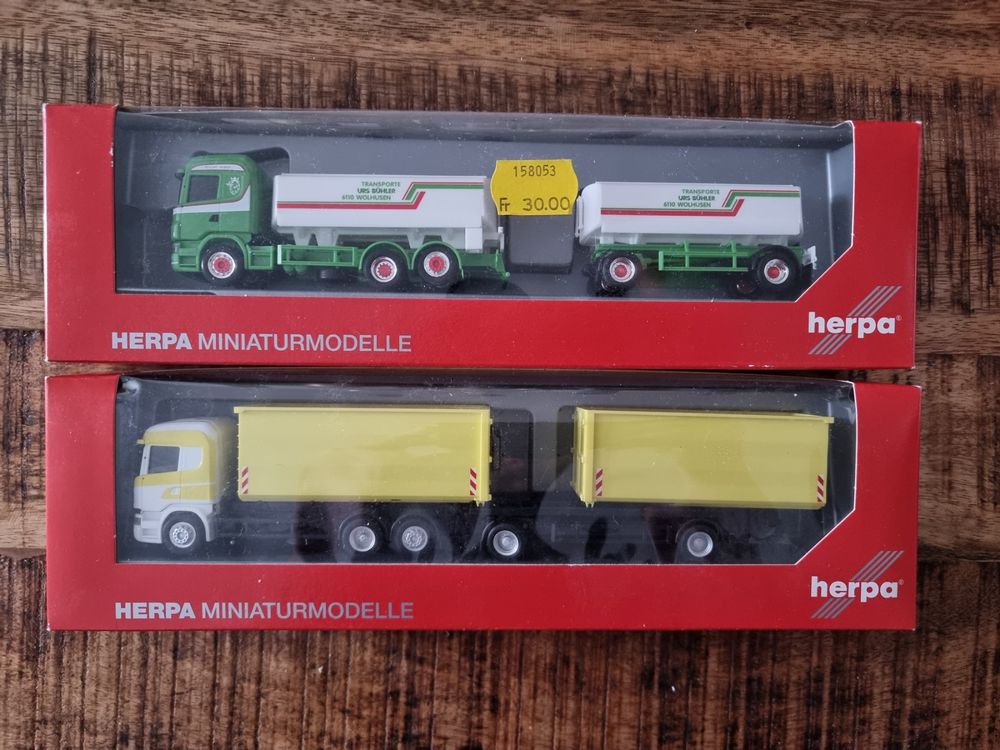 TRANSPORTE
URS BÜHLER
6110 WOLHUSEN
158053
Fr 30.00
TRANSPORTE
URS BÜHLER
6110 WOLHUSEN
herpa®
HERPA MINIATURMODELLE
herpa®
HERPA MINIATURMODELLE